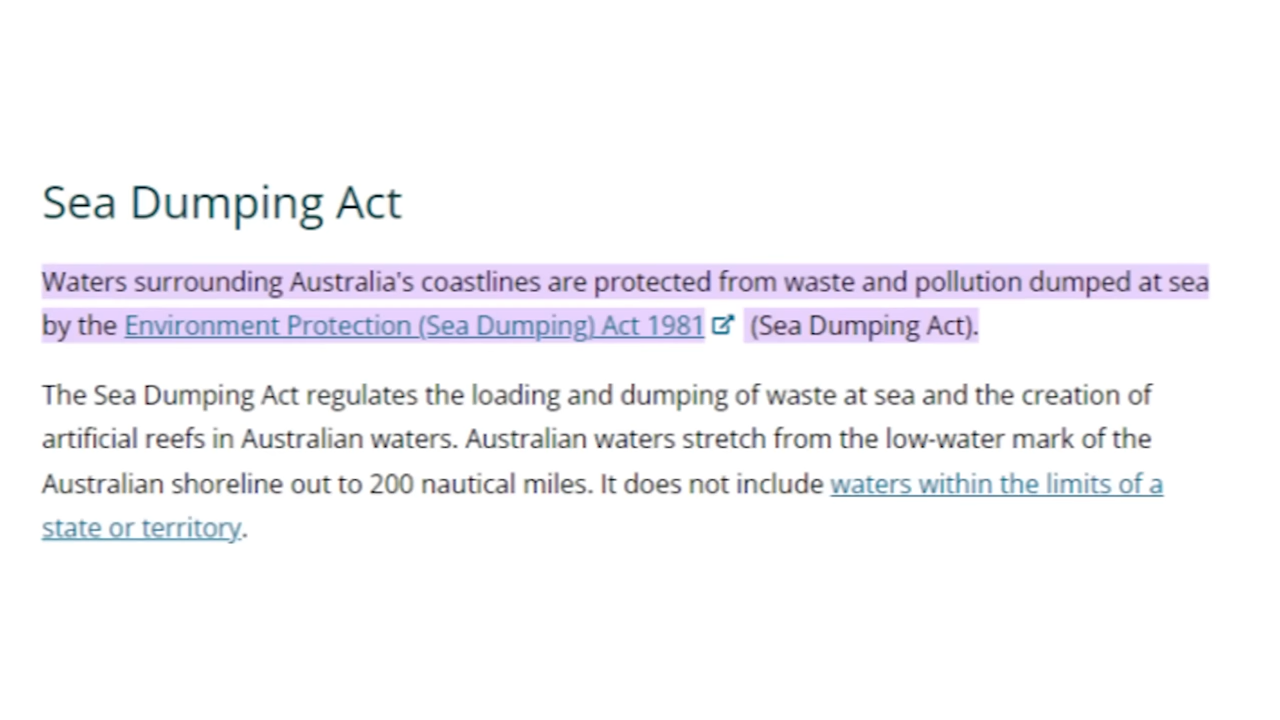 Sea Dumping Act
Waters surrounding Australia's coastlines are protected from waste and pollution dumped at sea
by the Environment Protection (Sea Dumping) Act 1981 (Sea Dumping Act).
The Sea Dumping Act regulates the loading and dumping of waste at sea and the creation of
artificial reefs in Australian waters. Australian waters stretch from the low-water mark of the
Australian shoreline out to 200 nautical miles. It does not include waters within the limits of a
state or territory.